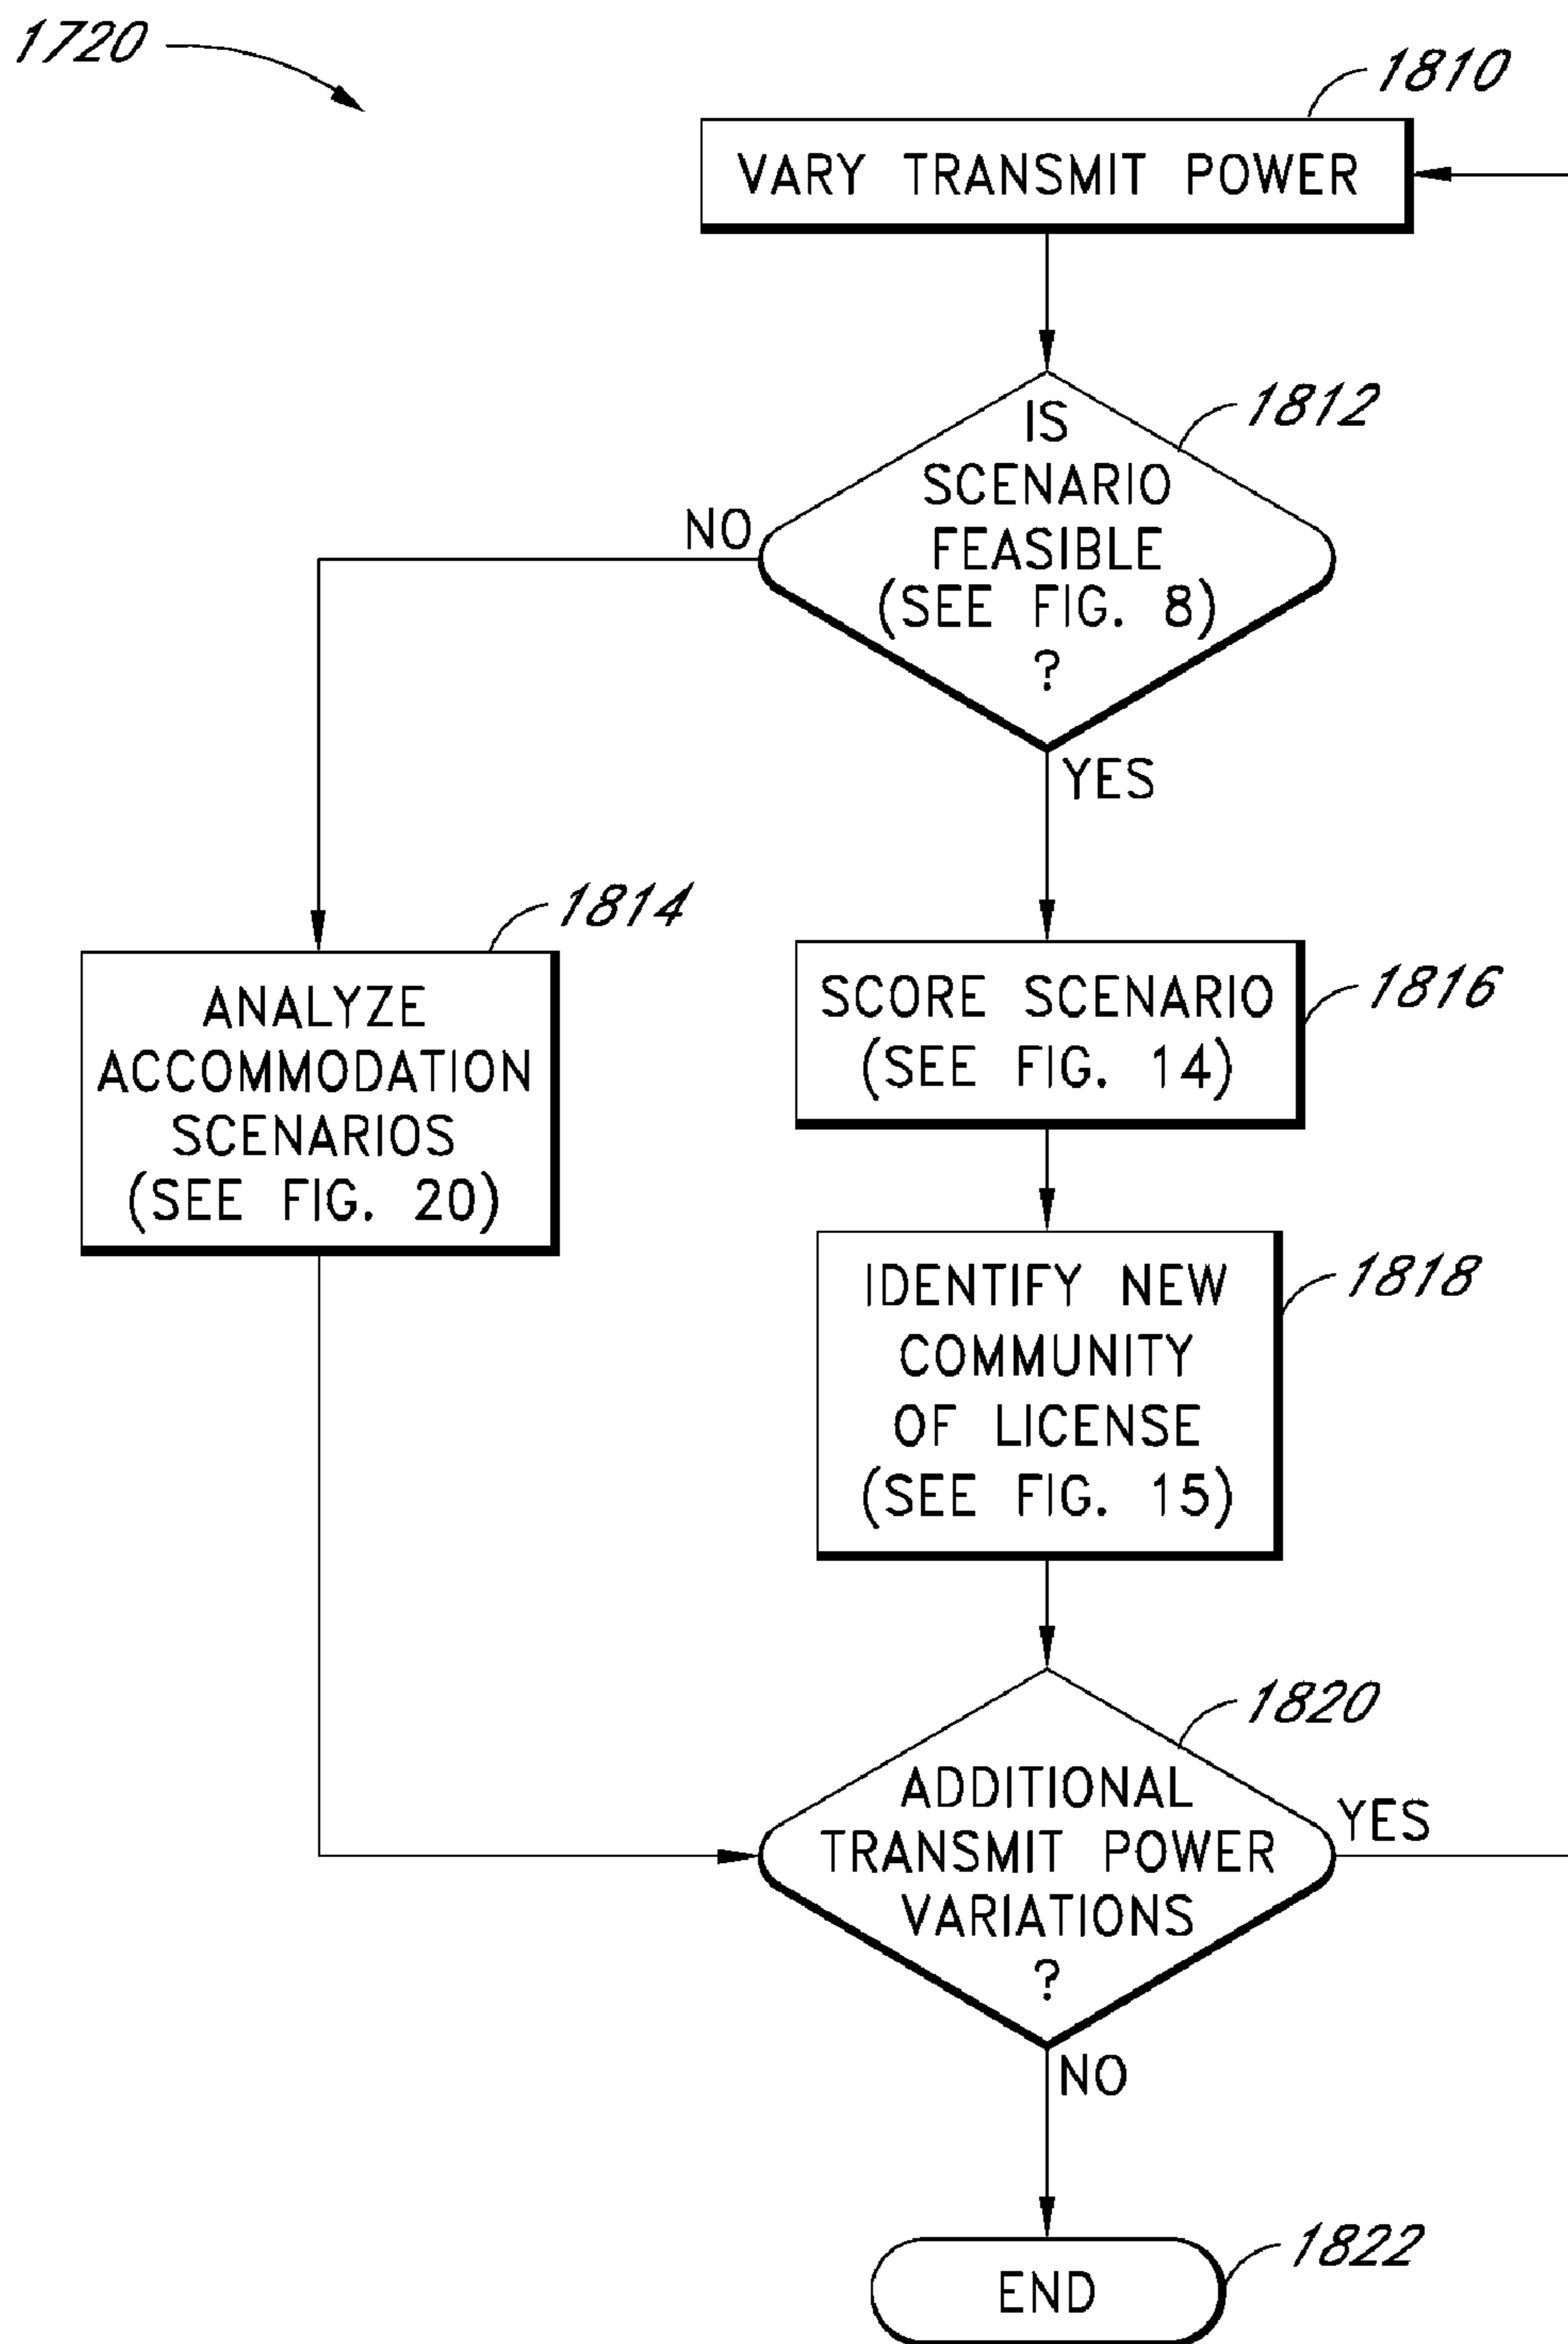 1720
1810
VARY TRANSMIT POWER
1812
IS
SCENARIO
FEASIBLE
(SEE FIG. 8)
?
NO
YES
1814
ANALYZE
ACCOMMODATION
SCENARIOS
(SEE FIG. 20)
1816
SCORE SCENARIO
(SEE FIG. 14)
1818
IDENTIFY NEW
COMMUNITY
OF LICENSE
(SEE FIG. 15)
1820
ADDITIONAL
TRANSMIT POWER
VARIATIONS
?
YES
NO
1822
END